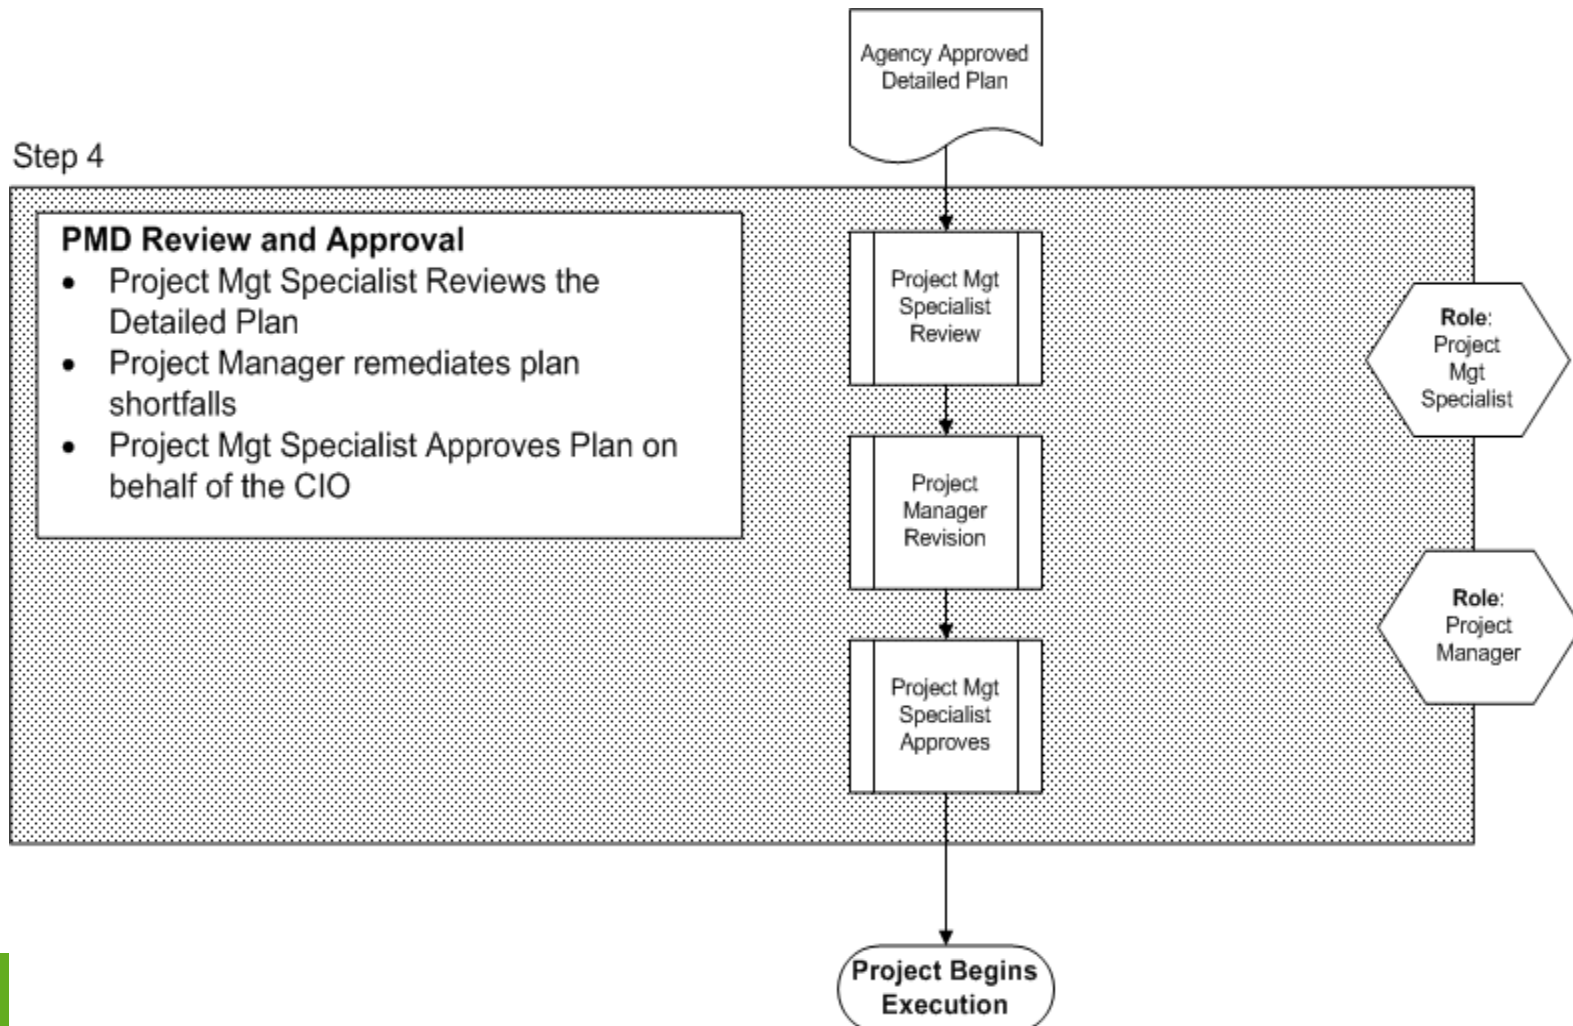 Agency Approved
Detailed Plan
Step 4
PMD Review and Approval
• Project Mgt Specialist Reviews the
Detailed Plan
• Project Manager remediates plan
shortfalls
• Project Mgt Specialist Approves Plan on
behalf of the CIO
Project Mgt
Specialist
Review
Role:
Project
Mgt
Specialist
Project
Manager
Revision
Role:
Project
Manager
Project Mgt
Specialist
Approves
Project Begins
Execution